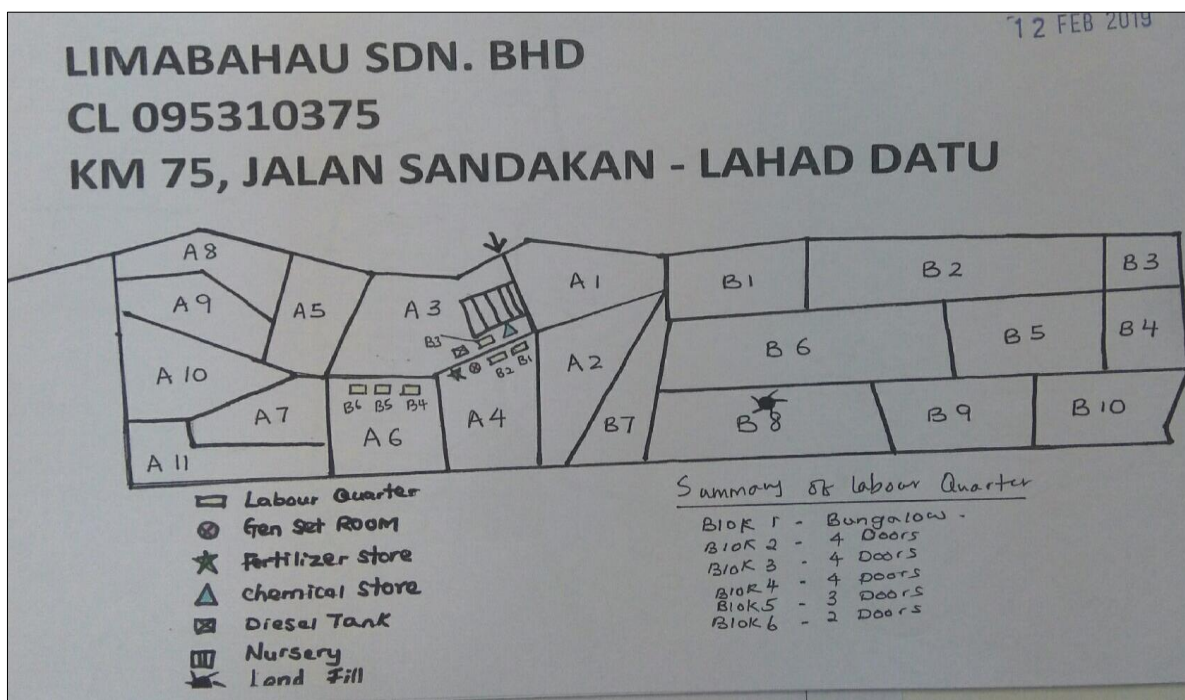 12 FEB 2019
LIMABAHAU SDN. BHD
CL 095310375
KM 75, JALAN SANDAKAN - LAHAD DATU
A8
A9
A5
A3
A1
B1
B2
B3
A10
B3
B2
B1
A2
B6
B5
B4
A7
B6 B5 B4
A6
A4
B7
B8
B9
B10
A11
Labour Quarter
Gen Set ROOM
Fertilizer store
chemical store
Diesel Tank
Nursery
Land Fill
Summary of labour Quarter
Blok 1 - Bungalow -
Blok 2 - 4 Doors
Blok 3 - 4 Doors
Blok 4 - 4 Doors
Blok 5 - 3 Doors
Blok 6 - 2 Doors